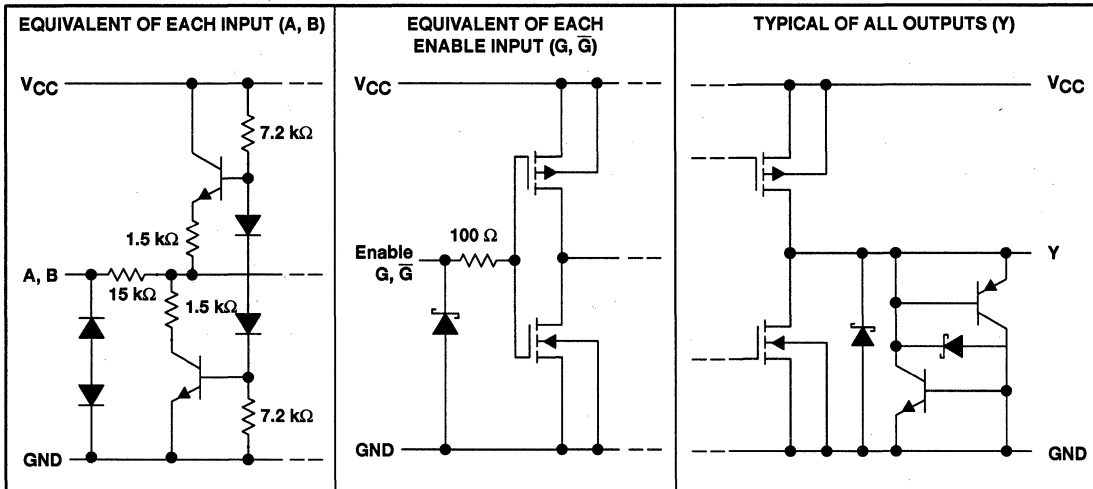 EQUIVALENT OF EACH INPUT (A, B)
VCC
7.2 kΩ
1.5 kΩ
A, B
15 kΩ
1.5 kΩ
7.2 kΩ
GND
EQUIVALENT OF EACH
ENABLE INPUT (G, G̅)
VCC
100 Ω
Enable
G, G̅
GND
TYPICAL OF ALL OUTPUTS (Y)
VCC
Y
GND